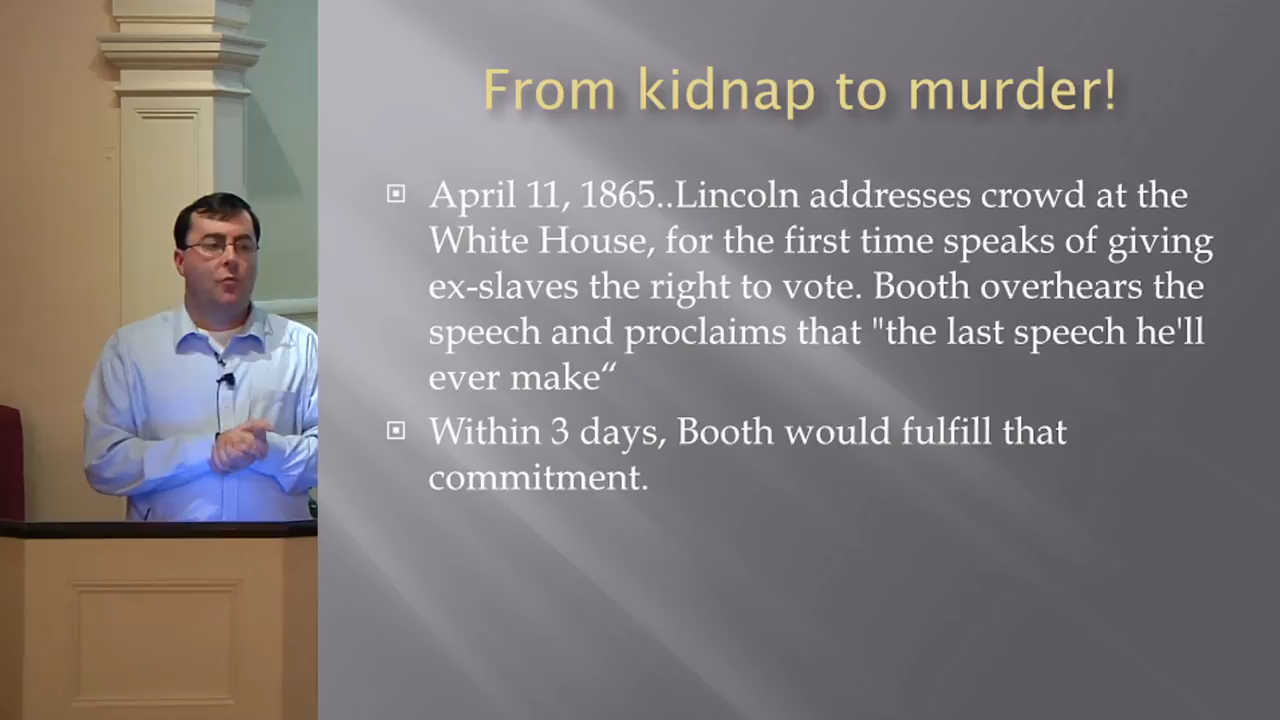 From kidnap to murder!
April 11, 1865..Lincoln addresses crowd at the
White House, for the first time speaks of giving
ex-slaves the right to vote. Booth overhears the
speech and proclaims that "the last speech he'll
ever make“
Within 3 days, Booth would fulfill that
commitment.